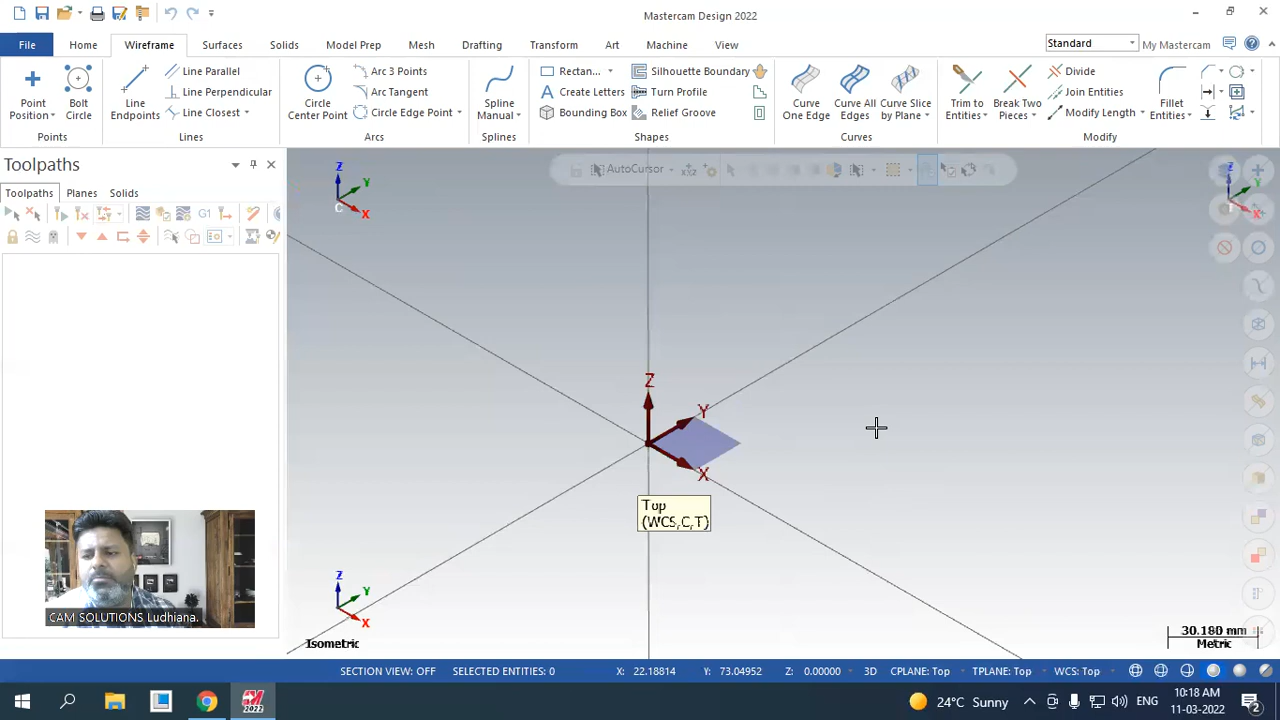 Mastercam Design 2022
File Home Wireframe Surfaces Solids Model Prep Mesh Drafting Transform Art Machine View Standard My Mastercam
Point Position Bolt Circle Line Endpoints Line Parallel Line Perpendicular Line Closest Circle Center Point Arc 3 Points Arc Tangent Circle Edge Point Spline Manual Rectan... Create Letters Bounding Box Silhouette Boundary Turn Profile Relief Groove Curve One Edge Curve All Edges Curve Slice by Plane Trim to Entities Break Two Pieces Divide Join Entities Modify Length Fillet Entities
Points Lines Arcs Splines Shapes Curves Modify
Toolpaths
AutoCursor
Toolpaths Planes Solids
G1
Z Y X C
Z Y X T
Z
Y
X
Top
(WCS,C,T)
CAM SOLUTIONS Ludhiana.
Z Y X
Isometric
30.180 mm
Metric
SECTION VIEW: OFF SELECTED ENTITIES: 0 X: 22.18814 Y: 73.04952 Z: 0.00000 3D CPLANE: Top TPLANE: Top WCS: Top
2022
24°C Sunny ENG 10:18 AM
11-03-2022 2